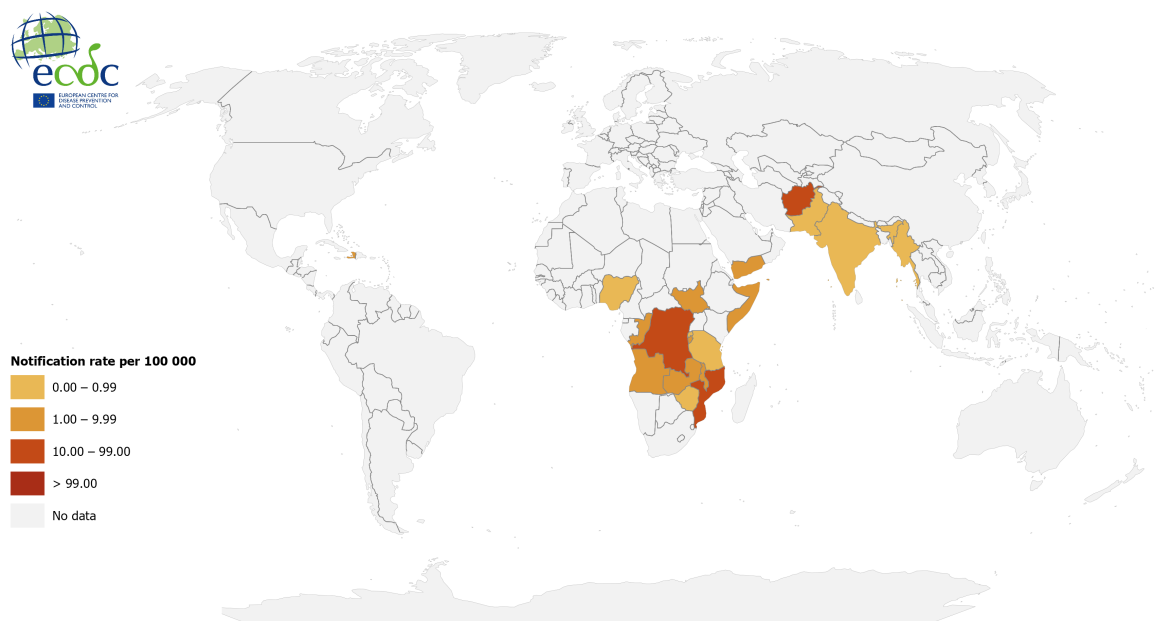 ecdc
EUROPEAN CENTRE FOR
DISEASE PREVENTION
AND CONTROL
Notification rate per 100 000
0.00 – 0.99
1.00 – 9.99
10.00 – 99.00
> 99.00
No data